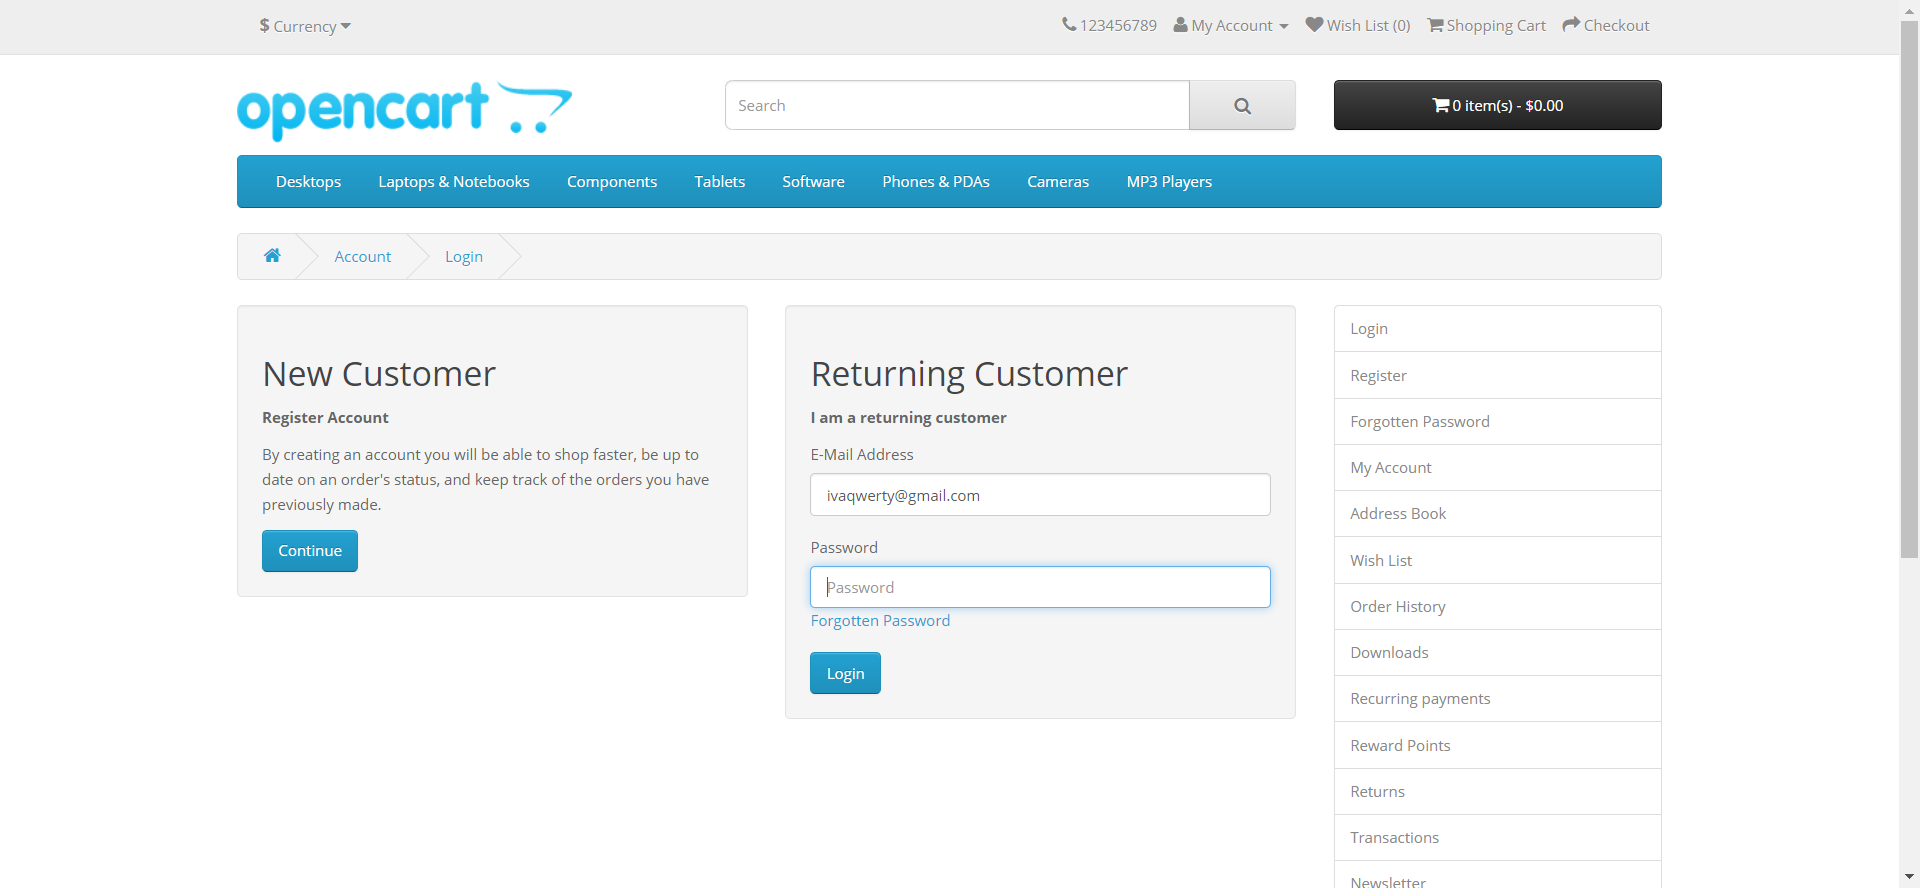 $ Currency
123456789 My Account Wish List (0) Shopping Cart Checkout
opencart
Search
0 item(s) - $0.00
Desktops Laptops & Notebooks Components Tablets Software Phones & PDAs Cameras MP3 Players
Account Login
New Customer
Register Account
By creating an account you will be able to shop faster, be up to
date on an order's status, and keep track of the orders you have
previously made.
Continue
Returning Customer
I am a returning customer
E-Mail Address
ivaqwerty@gmail.com
Password
Password
Forgotten Password
Login
Login
Register
Forgotten Password
My Account
Address Book
Wish List
Order History
Downloads
Recurring payments
Reward Points
Returns
Transactions
Newsletter